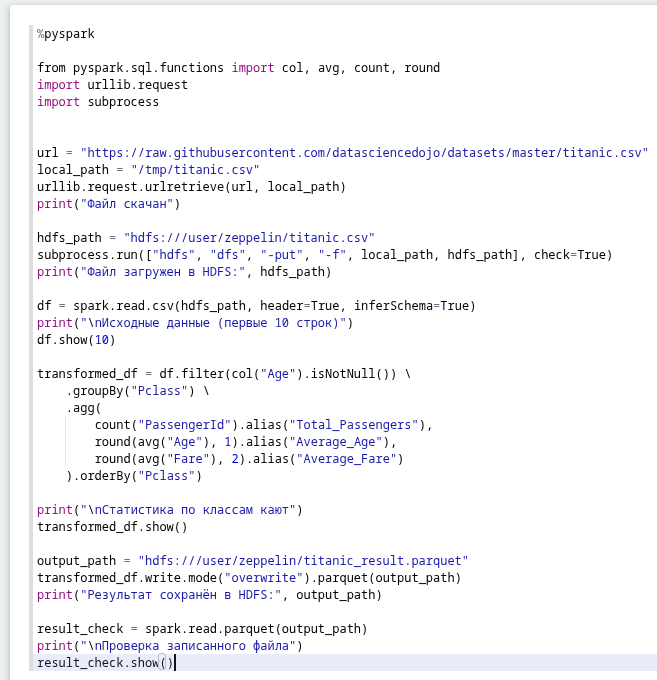 %pyspark
from pyspark.sql.functions import col, avg, count, round
import urllib.request
import subprocess
url = "https://raw.githubusercontent.com/datasciencedojo/datasets/master/titanic.csv"
local_path = "/tmp/titanic.csv"
urllib.request.urlretrieve(url, local_path)
print("Файл скачан")
hdfs_path = "hdfs:///user/zeppelin/titanic.csv"
subprocess.run(["hdfs", "dfs", "-put", "-f", local_path, hdfs_path], check=True)
print("Файл загружен в HDFS:", hdfs_path)
df = spark.read.csv(hdfs_path, header=True, inferSchema=True)
print("\nИсходные данные (первые 10 строк)")
df.show(10)
transformed_df = df.filter(col("Age").isNotNull()) \
    .groupBy("Pclass") \
    .agg(
        count("PassengerId").alias("Total_Passengers"),
        round(avg("Age"), 1).alias("Average_Age"),
        round(avg("Fare"), 2).alias("Average_Fare")
    ).orderBy("Pclass")
print("\nСтатистика по классам кают")
transformed_df.show()
output_path = "hdfs:///user/zeppelin/titanic_result.parquet"
transformed_df.write.mode("overwrite").parquet(output_path)
print("Результат сохранён в HDFS:", output_path)
result_check = spark.read.parquet(output_path)
print("\nПроверка записанного файла")
result_check.show()